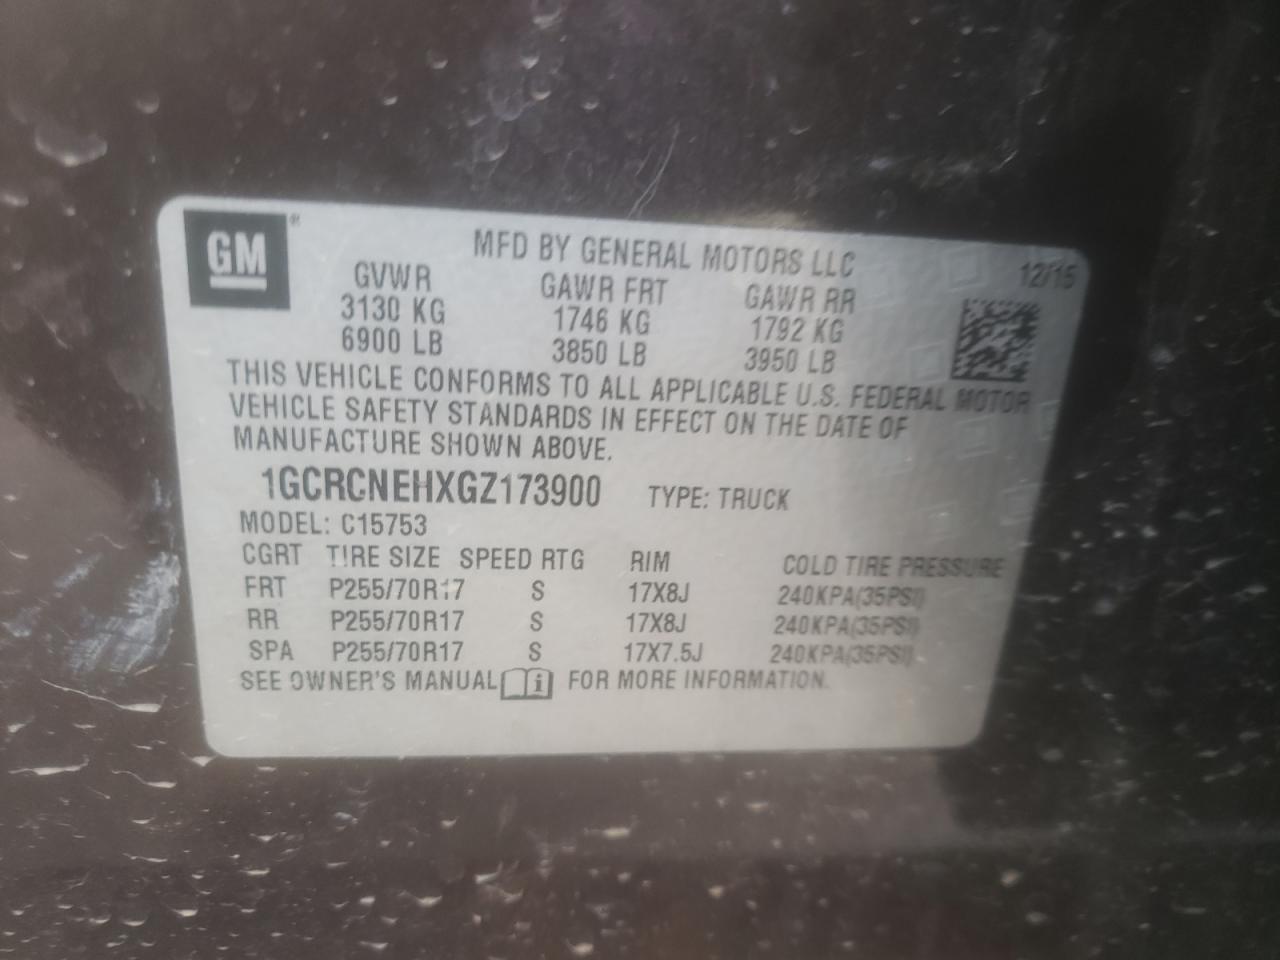 GM®
MFD BY GENERAL MOTORS LLC
12/15
GVWR GAWR FRT GAWR RR
3130 KG 1746 KG 1792 KG
6900 LB 3850 LB 3950 LB
THIS VEHICLE CONFORMS TO ALL APPLICABLE U.S. FEDERAL MOTOR
VEHICLE SAFETY STANDARDS IN EFFECT ON THE DATE OF
MANUFACTURE SHOWN ABOVE.
1GCRCNEHXGZ173900 TYPE: TRUCK
MODEL: C15753
CGRT TIRE SIZE SPEED RTG RIM COLD TIRE PRESSURE
FRT P255/70R17 S 17X8J 240KPA(35PSI)
RR P255/70R17 S 17X8J 240KPA(35PSI)
SPA P255/70R17 S 17X7.5J 240KPA(35PSI)
SEE OWNER'S MANUAL i FOR MORE INFORMATION.